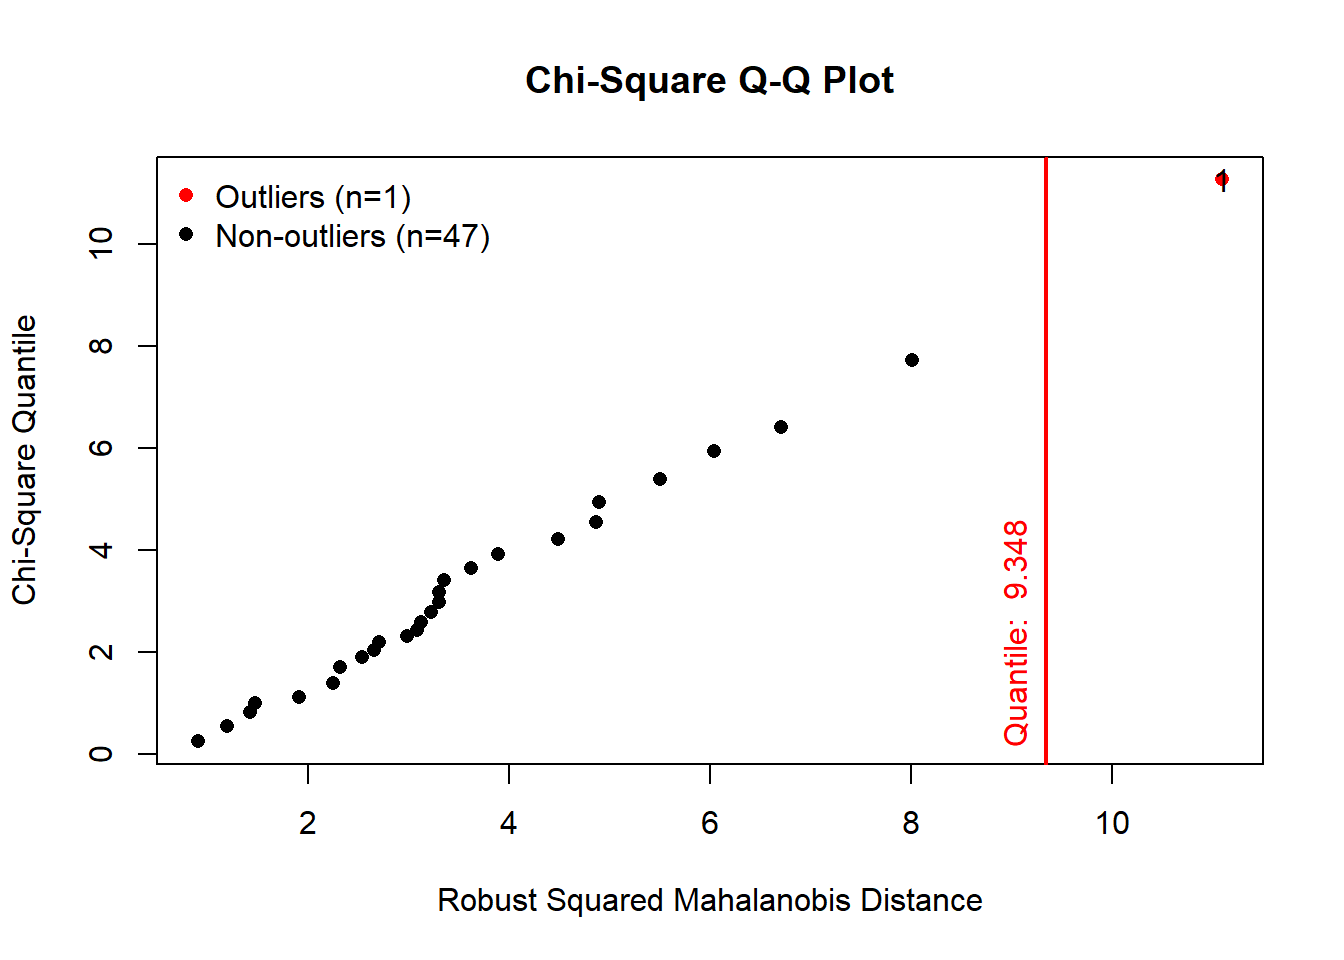 Chi-Square Q-Q Plot
Outliers (n=1)
Non-outliers (n=47)
1
Chi-Square Quantile
0
2
4
6
8
10
Quantile: 9.348
2
4
6
8
10
Robust Squared Mahalanobis Distance